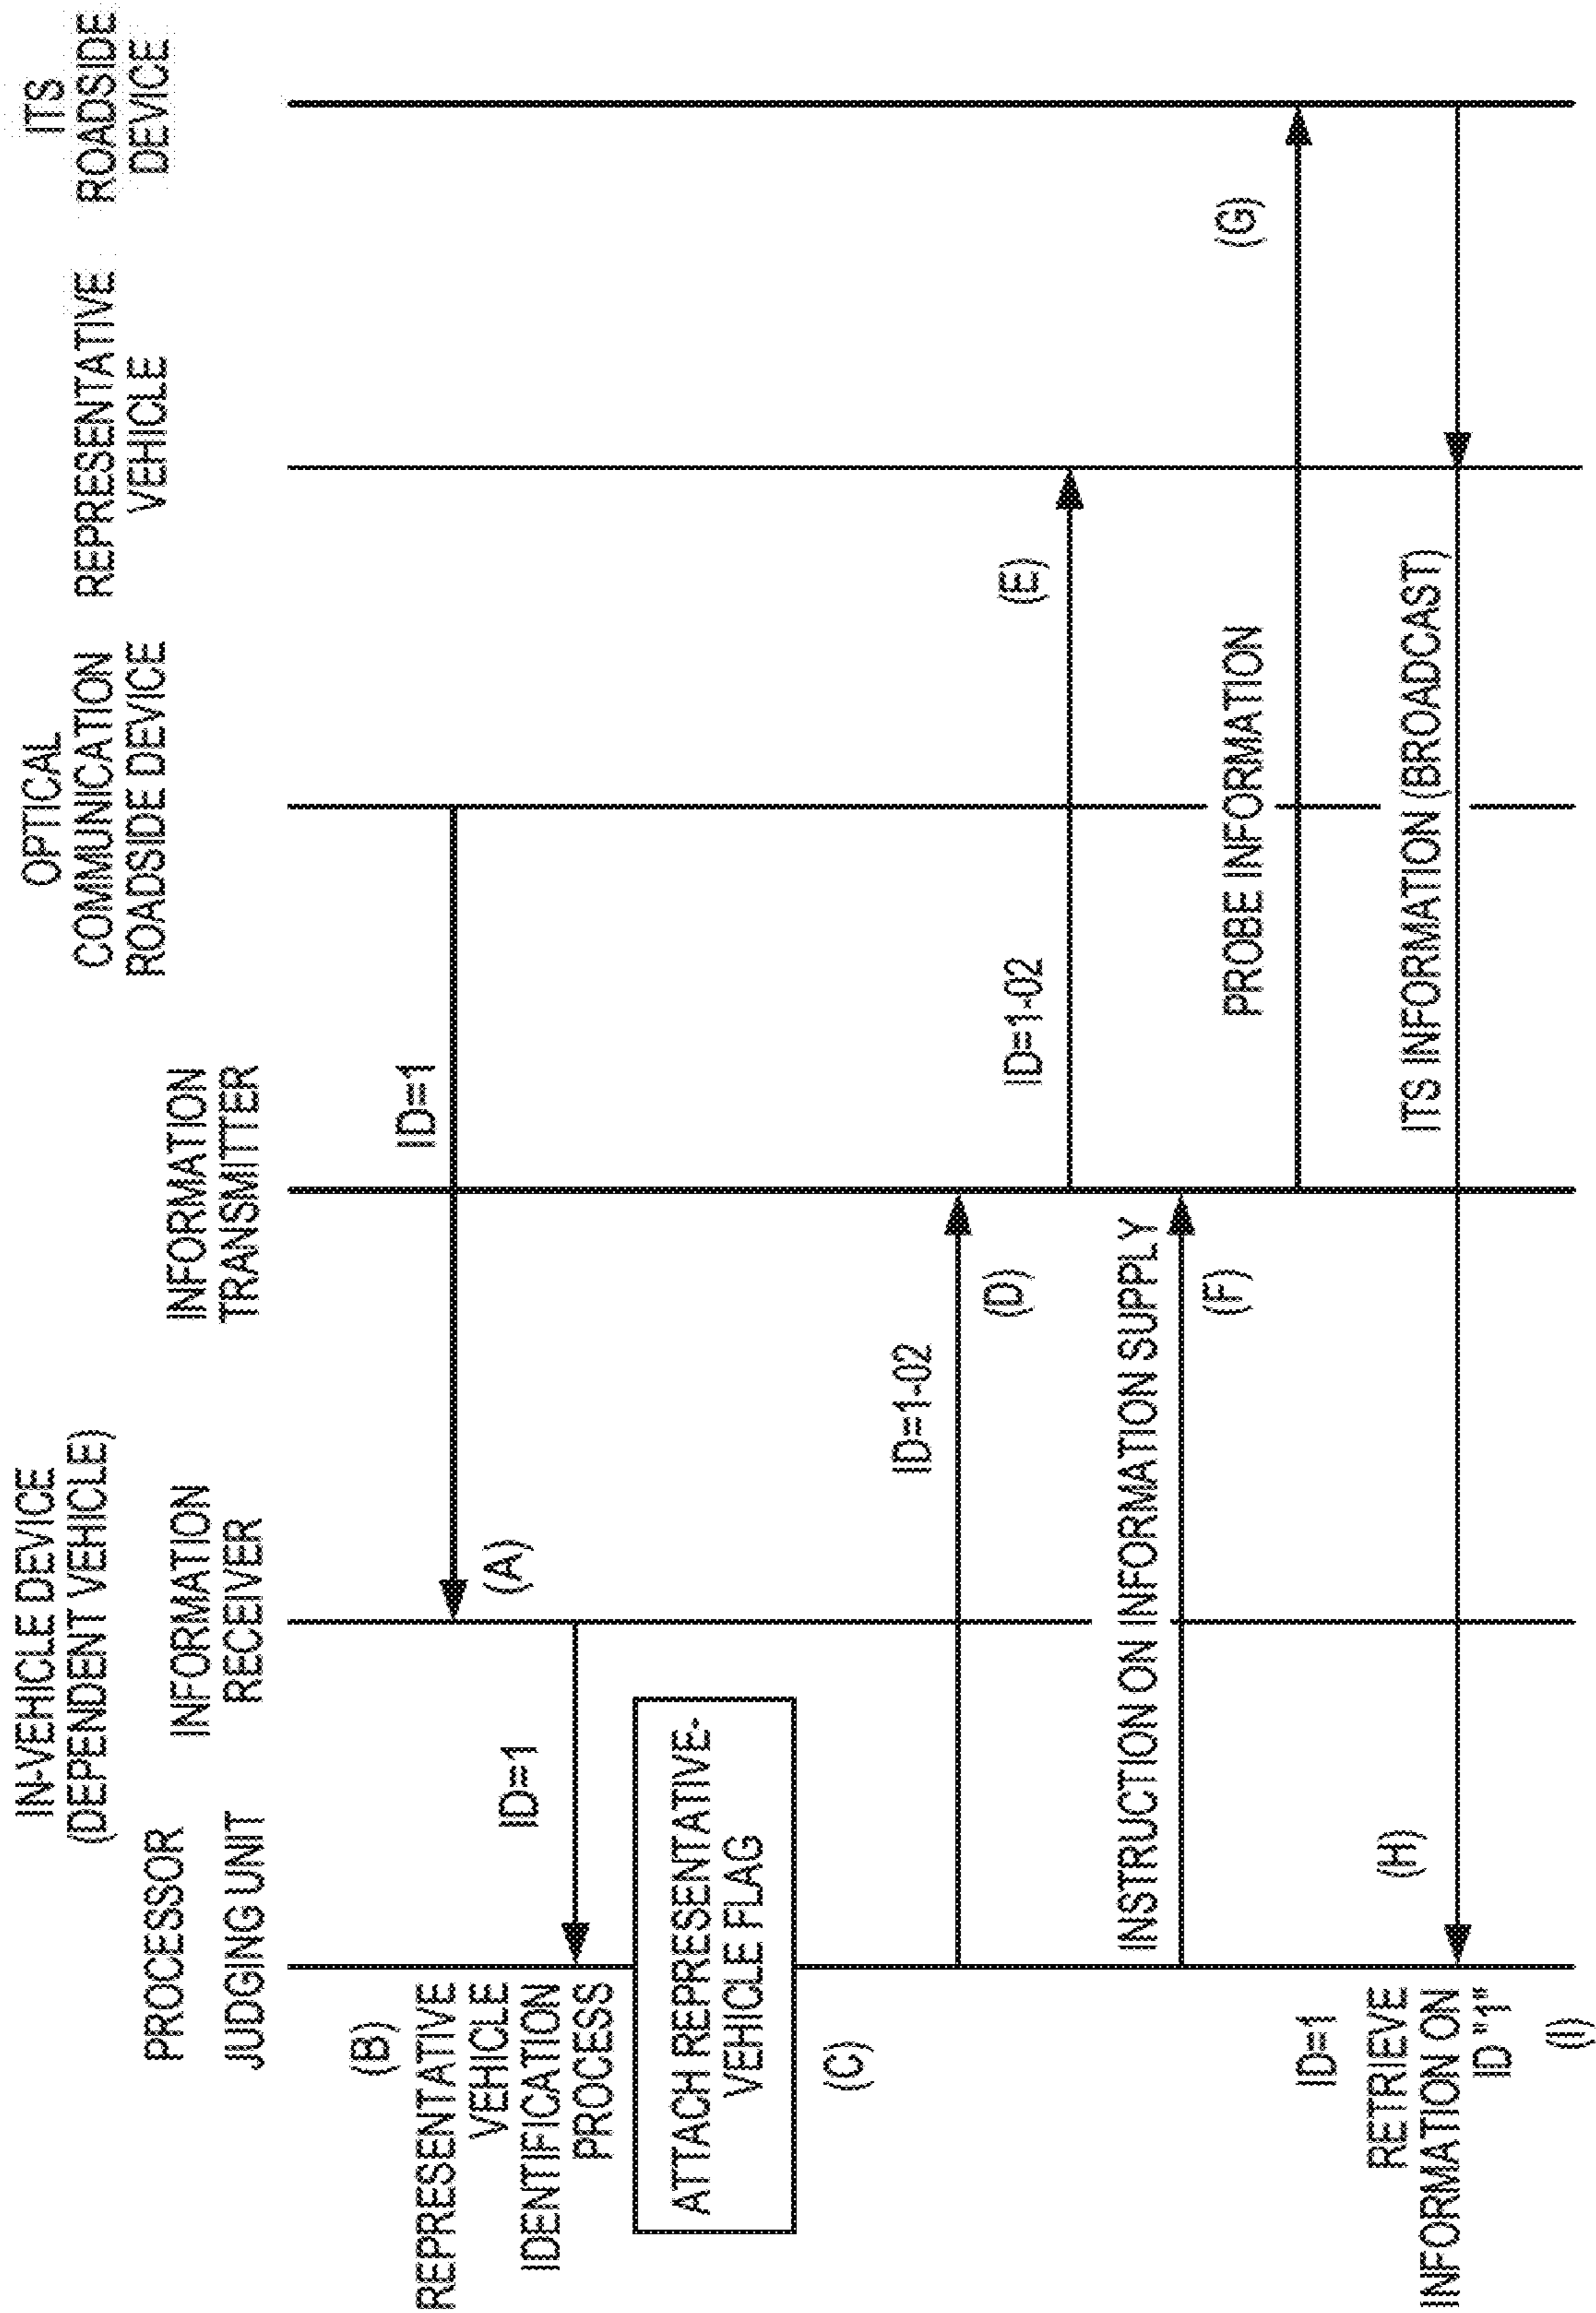 IN-VEHICLE DEVICE
(DEPENDENT VEHICLE)
PROCESSOR
JUDGING UNIT
INFORMATION
RECEIVER
INFORMATION
TRANSMITTER
OPTICAL
COMMUNICATION
ROADSIDE DEVICE
REPRESENTATIVE
VEHICLE
ITS
ROADSIDE
DEVICE
ID=1
(A)
(B)
REPRESENTATIVE
VEHICLE
IDENTIFICATION
PROCESS
ID=1
ATTACH REPRESENTATIVE-
VEHICLE FLAG
(C)
ID=1-02
(D)
ID=1-02
(E)
INSTRUCTION ON INFORMATION SUPPLY
(F)
PROBE INFORMATION
(G)
ITS INFORMATION (BROADCAST)
(H)
ID=1
RETRIEVE
INFORMATION ON
ID "1"
(I)